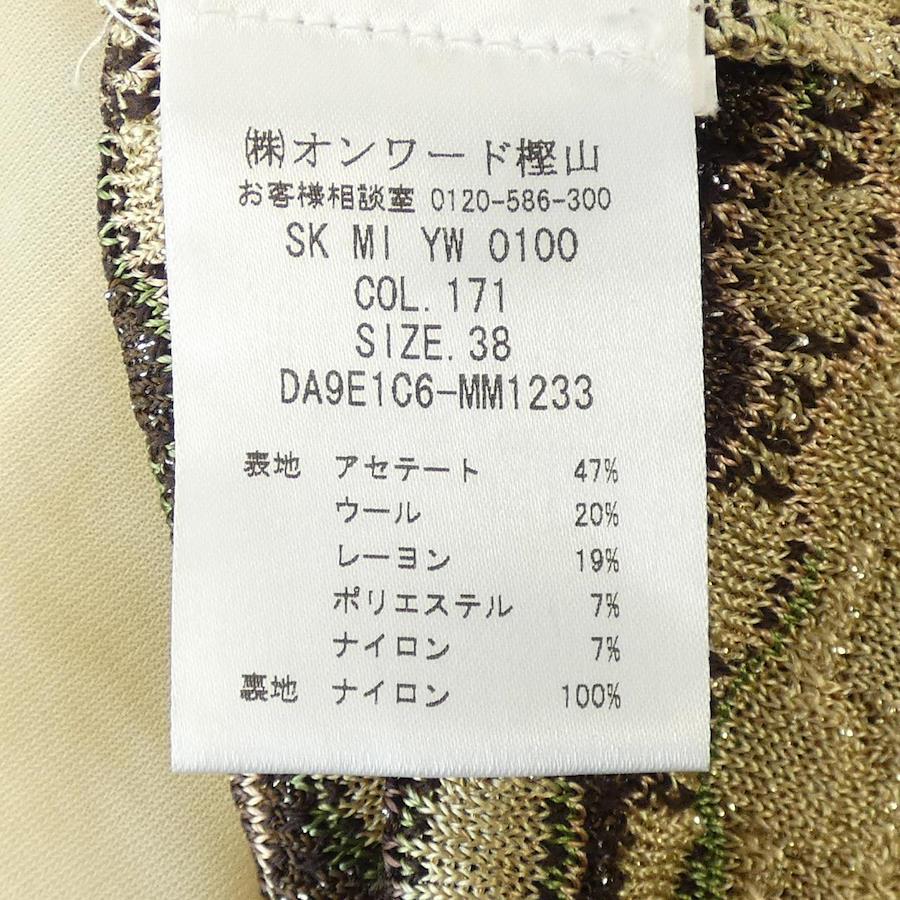 ㈱オンワード樫山
お客様相談室 0120-586-300
SK MI YW 0100
COL. 171
SIZE. 38
DA9E1C6-MM1233
表地 アセテート 47%
ウール 20%
レーヨン 19%
ポリエステル 7%
ナイロン 7%
裏地 ナイロン 100%